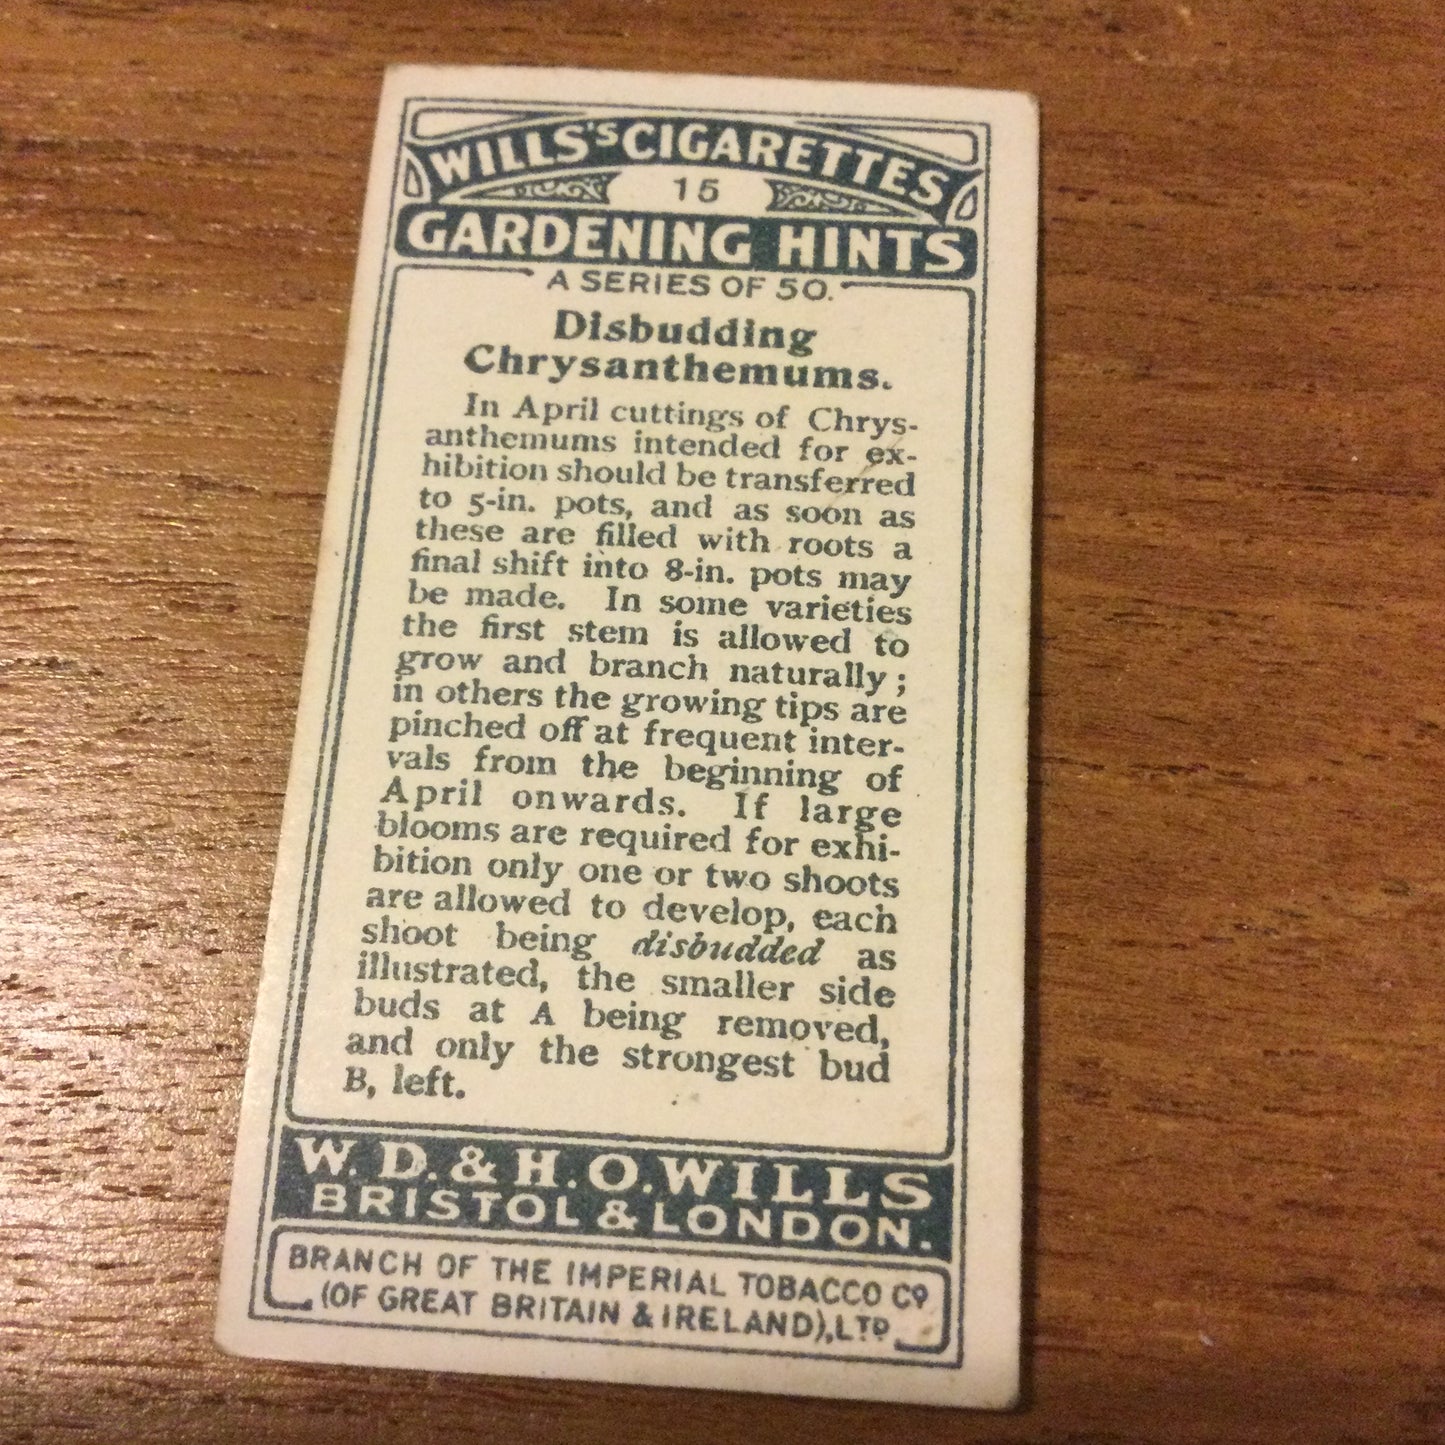 WILLS'S CIGARETTES
15
GARDENING HINTS
A SERIES OF 50.
Disbudding
Chrysanthemums.
In April cuttings of Chrys-
anthemums intended for ex-
hibition should be transferred
to 5-in. pots, and as soon as
these are filled with roots a
final shift into 8-in. pots may
be made. In some varieties
the first stem is allowed to
grow and branch naturally;
in others the growing tips are
pinched off at frequent inter-
vals from the beginning of
April onwards. If large
blooms are required for exhi-
bition only one or two shoots
are allowed to develop, each
shoot being disbudded as
illustrated, the smaller side
buds at A being removed,
and only the strongest bud
B, left.
W. D. & H. O. WILLS
BRISTOL & LONDON.
BRANCH OF THE IMPERIAL TOBACCO CO
(OF GREAT BRITAIN & IRELAND), LTD.